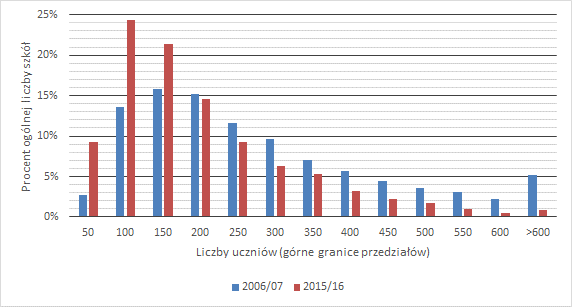 Procent ogólnej liczby szkół
25%
20%
15%
10%
5%
0%
50 100 150 200 250 300 350 400 450 500 550 600 >600
Liczby uczniów (górne granice przedziałów)
2006/07 2015/16